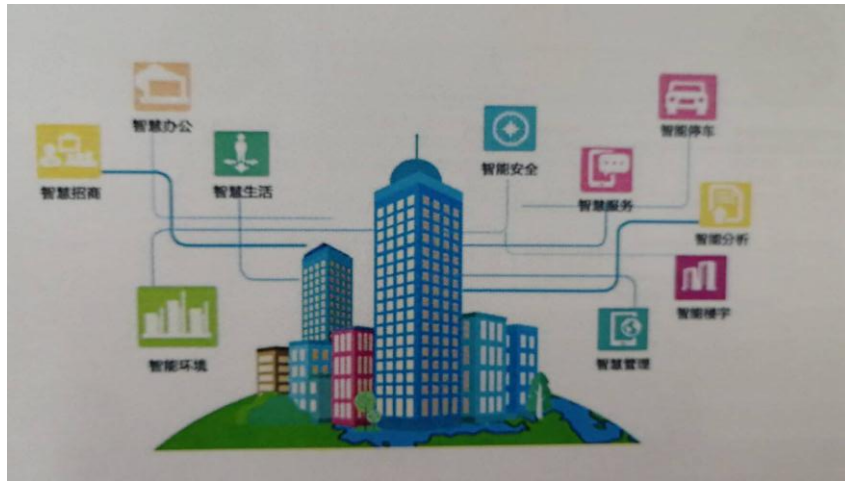 智慧办公
智能停车
智能安全
智慧招商
智慧生活
智慧服务
智能分析
智能楼宇
智能环境
智慧管理